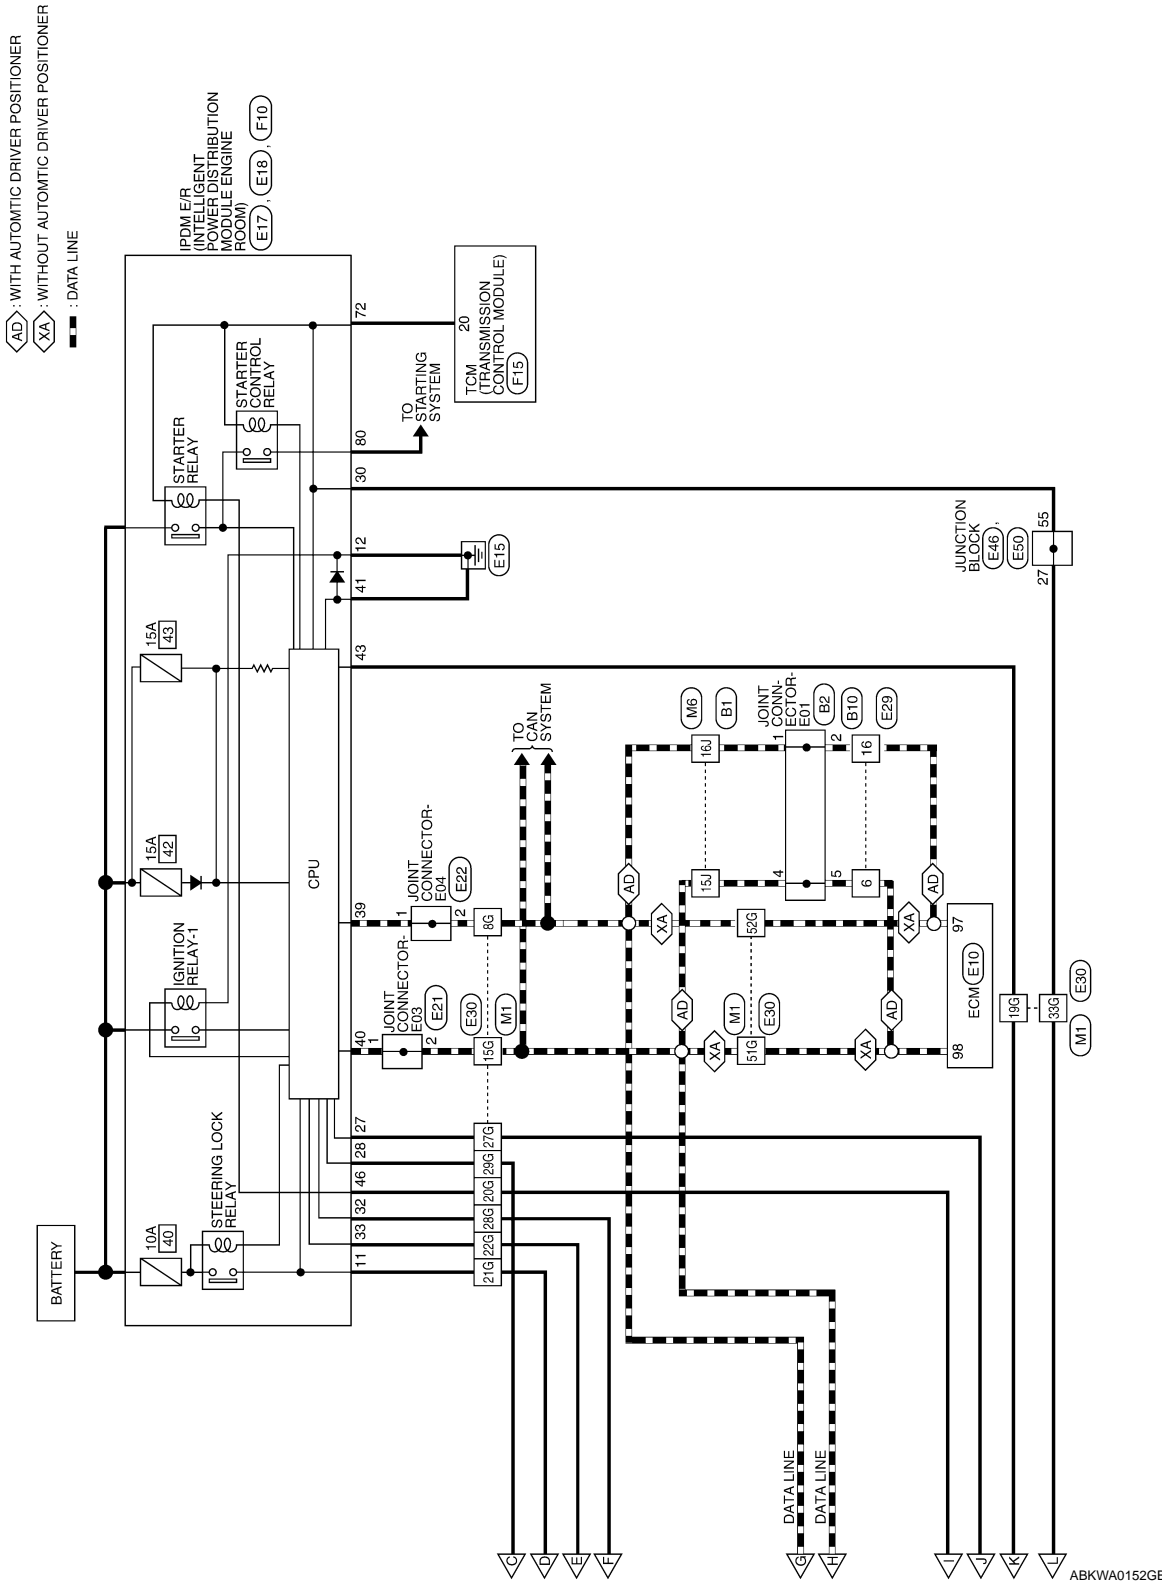 AD : WITH AUTOMTIC DRIVER POSITIONER
XA : WITHOUT AUTOMTIC DRIVER POSITIONER
: DATA LINE
BATTERY
IPDM E/R
(INTELLIGENT
POWER DISTRIBUTION
MODULE ENGINE
ROOM)
E17 , E18 , F10
10A
40
STEERING LOCK
RELAY
IGNITION
RELAY-1
15A
42
15A
43
STARTER
RELAY
STARTER
CONTROL
RELAY
CPU
11
33
32
46
28
27
40
39
43
41
12
30
80
72
E15
TO
STARTING
SYSTEM
20
TCM
(TRANSMISSION
CONTROL MODULE)
F15
JOINT
CONNECTOR-
E03
E21
1
2
JOINT
CONNECTOR-
E04
E22
1
2
21G
22G
28G
20G
29G
27G
15G
8G
E30
M1
TO
CAN
SYSTEM
AD
AD
XA
XA
15J
16J
M6
B1
51G
52G
M1
E30
4
1
5
2
JOINT
CONN-
ECTOR-
E01
B2
6
16
B10
E29
XA
XA
AD
AD
98
97
ECM E10
JUNCTION
BLOCK
E46 ,
E50
27
55
19G
33G
M1
E30
DATA LINE
DATA LINE
C
D
E
F
G
H
I
J
K
L
ABKWA0152GE